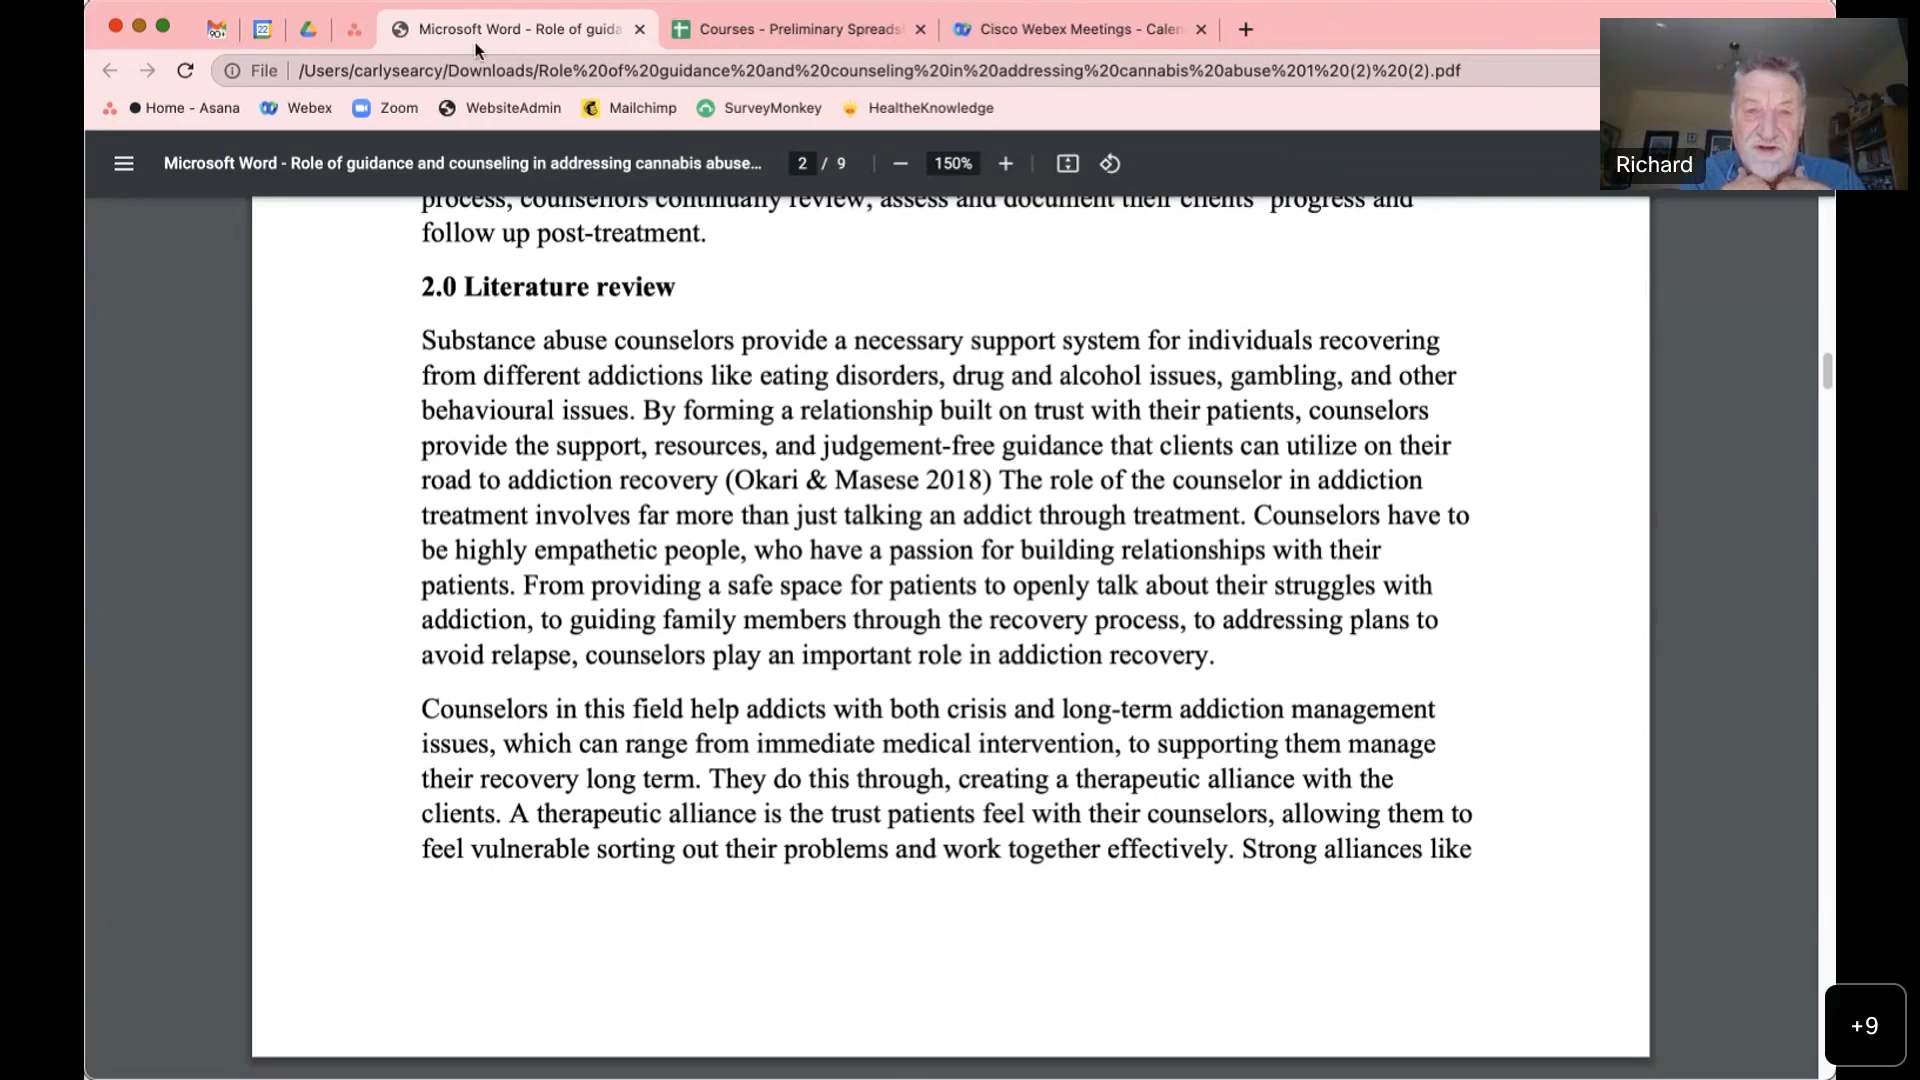 90+
22
Microsoft Word - Role of guida
Courses - Preliminary Spreads
Cisco Webex Meetings - Calen
File
/Users/carlysearcy/Downloads/Role%20of%20guidance%20and%20counseling%20in%20addressing%20cannabis%20abuse%201%20(2)%20(2).pdf
Home - Asana
Webex
Zoom
WebsiteAdmin
Mailchimp
SurveyMonkey
HealtheKnowledge
Richard
Microsoft Word - Role of guidance and counseling in addressing cannabis abuse...
2 / 9
150%
process, counsellors continually review, assess and document their clients' progress and
follow up post-treatment.
2.0 Literature review
Substance abuse counselors provide a necessary support system for individuals recovering
from different addictions like eating disorders, drug and alcohol issues, gambling, and other
behavioural issues. By forming a relationship built on trust with their patients, counselors
provide the support, resources, and judgement-free guidance that clients can utilize on their
road to addiction recovery (Okari & Masese 2018) The role of the counselor in addiction
treatment involves far more than just talking an addict through treatment. Counselors have to
be highly empathetic people, who have a passion for building relationships with their
patients. From providing a safe space for patients to openly talk about their struggles with
addiction, to guiding family members through the recovery process, to addressing plans to
avoid relapse, counselors play an important role in addiction recovery.
Counselors in this field help addicts with both crisis and long-term addiction management
issues, which can range from immediate medical intervention, to supporting them manage
their recovery long term. They do this through, creating a therapeutic alliance with the
clients. A therapeutic alliance is the trust patients feel with their counselors, allowing them to
feel vulnerable sorting out their problems and work together effectively. Strong alliances like
+9